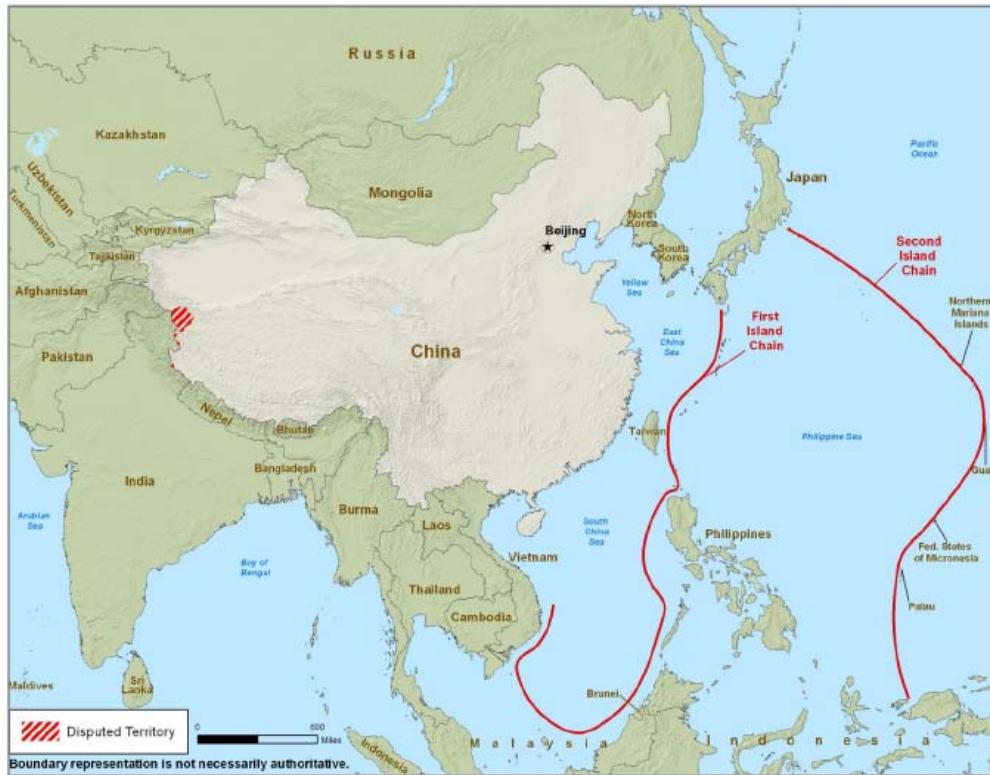 Russia
Kazakhstan
Mongolia
Uzbekistan
Turkmenistan
Kyrgyzstan
Tajikistan
Afghanistan
Pakistan
Beijing
North
Korea
South
Korea
Japan
Pacific
Ocean
Second
Island
Chain
Northern
Mariana
Islands
Yellow
Sea
East
China
Sea
First
Island
Chain
China
Nepal
Bhutan
Bangladesh
India
Burma
Laos
Taiwan
Philippine Sea
Gua
Arabian
Sea
Bay of
Bengal
South
China
Sea
Vietnam
Philippines
Thailand
Cambodia
Fed. States
of Micronesia
Palau
Maldives
Sri
Lanka
Brunei
Malaysia
Indonesia
Indonesia
Disputed Territory
0
600
Miles
Boundary representation is not necessarily authoritative.